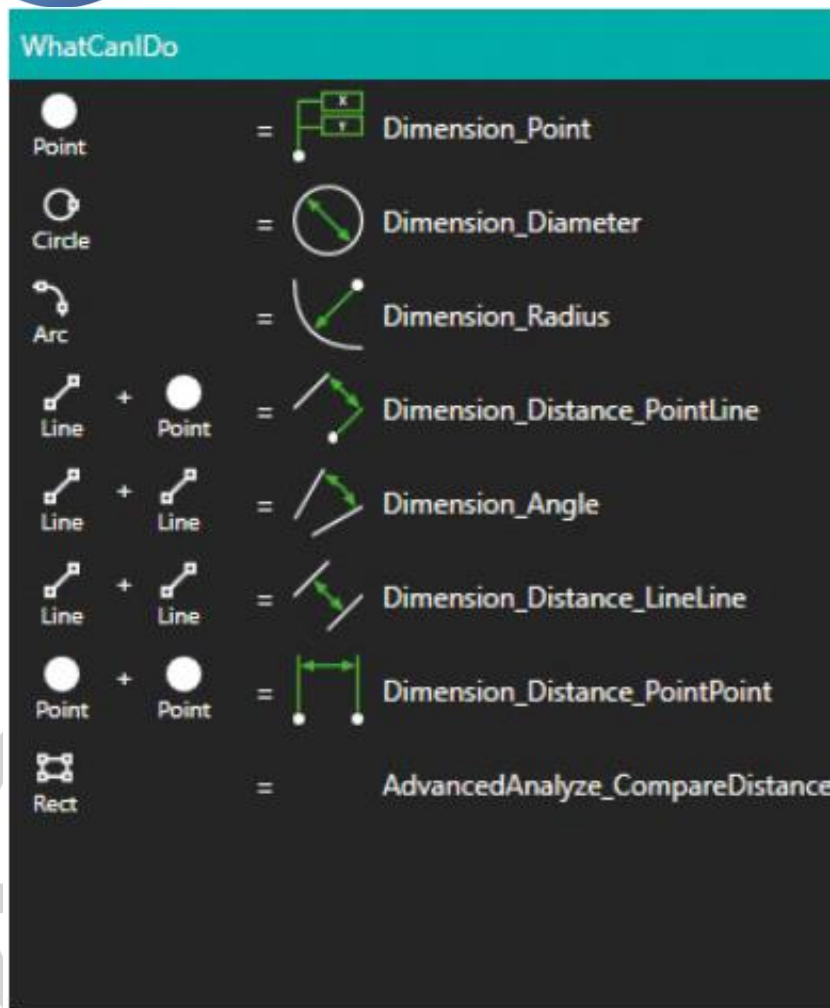 WhatCanIDo
Point = X Y Dimension_Point
Circle = Dimension_Diameter
Arc = Dimension_Radius
Line + Point = Dimension_Distance_PointLine
Line + Line = Dimension_Angle
Line + Line = Dimension_Distance_LineLine
Point + Point = Dimension_Distance_PointPoint
Rect = AdvancedAnalyze_CompareDistance